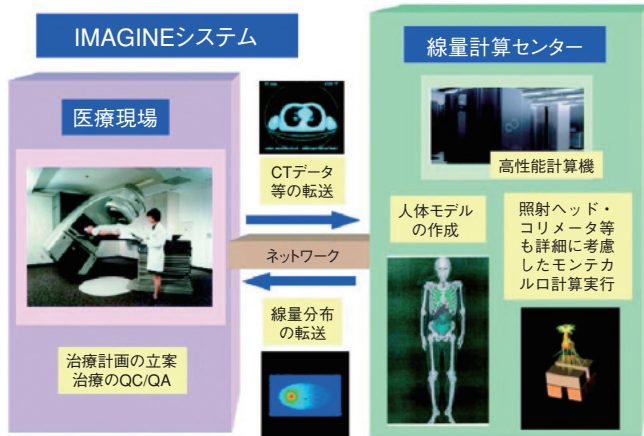 IMAGINEシステム
医療現場
治療計画の立案
治療のQC/QA
CTデータ
等の転送
ネットワーク
線量分布
の転送
線量計算センター
高性能計算機
人体モデル
の作成
照射ヘッド・
コリメータ等
も詳細に考慮
したモンテカ
ルロ計算実行